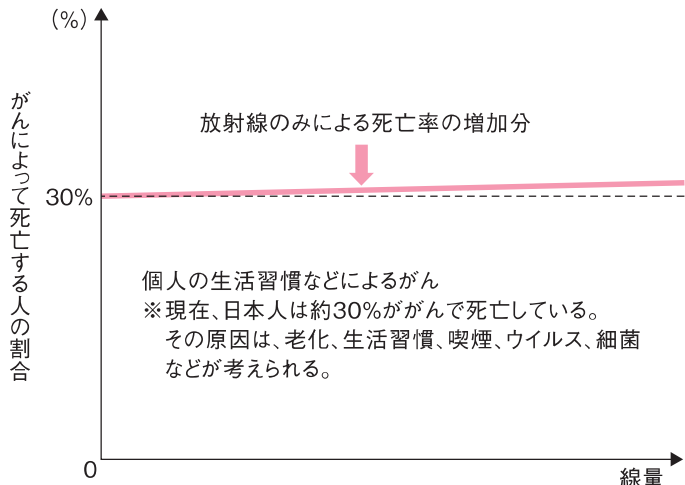 (%)
がんによって死亡する人の割合
放射線のみによる死亡率の増加分
30%
個人の生活習慣などによるがん
※現在、日本人は約30%ががんで死亡している。
その原因は、老化、生活習慣、喫煙、ウイルス、細菌
などが考えられる。
0
線量